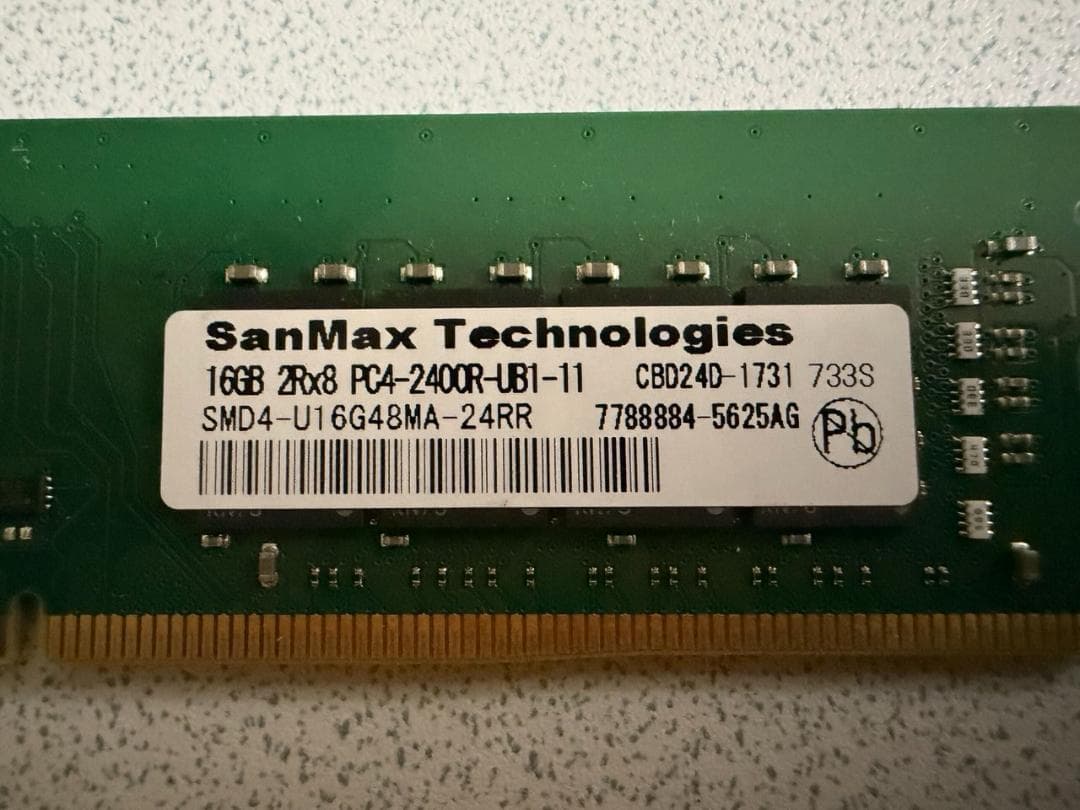 SanMax Technologies
16GB 2Rx8 PC4-2400R-UB1-11 CBD24D-1731 733S
SMD4-U16G48MA-24RR 7788884-5625AG Pb